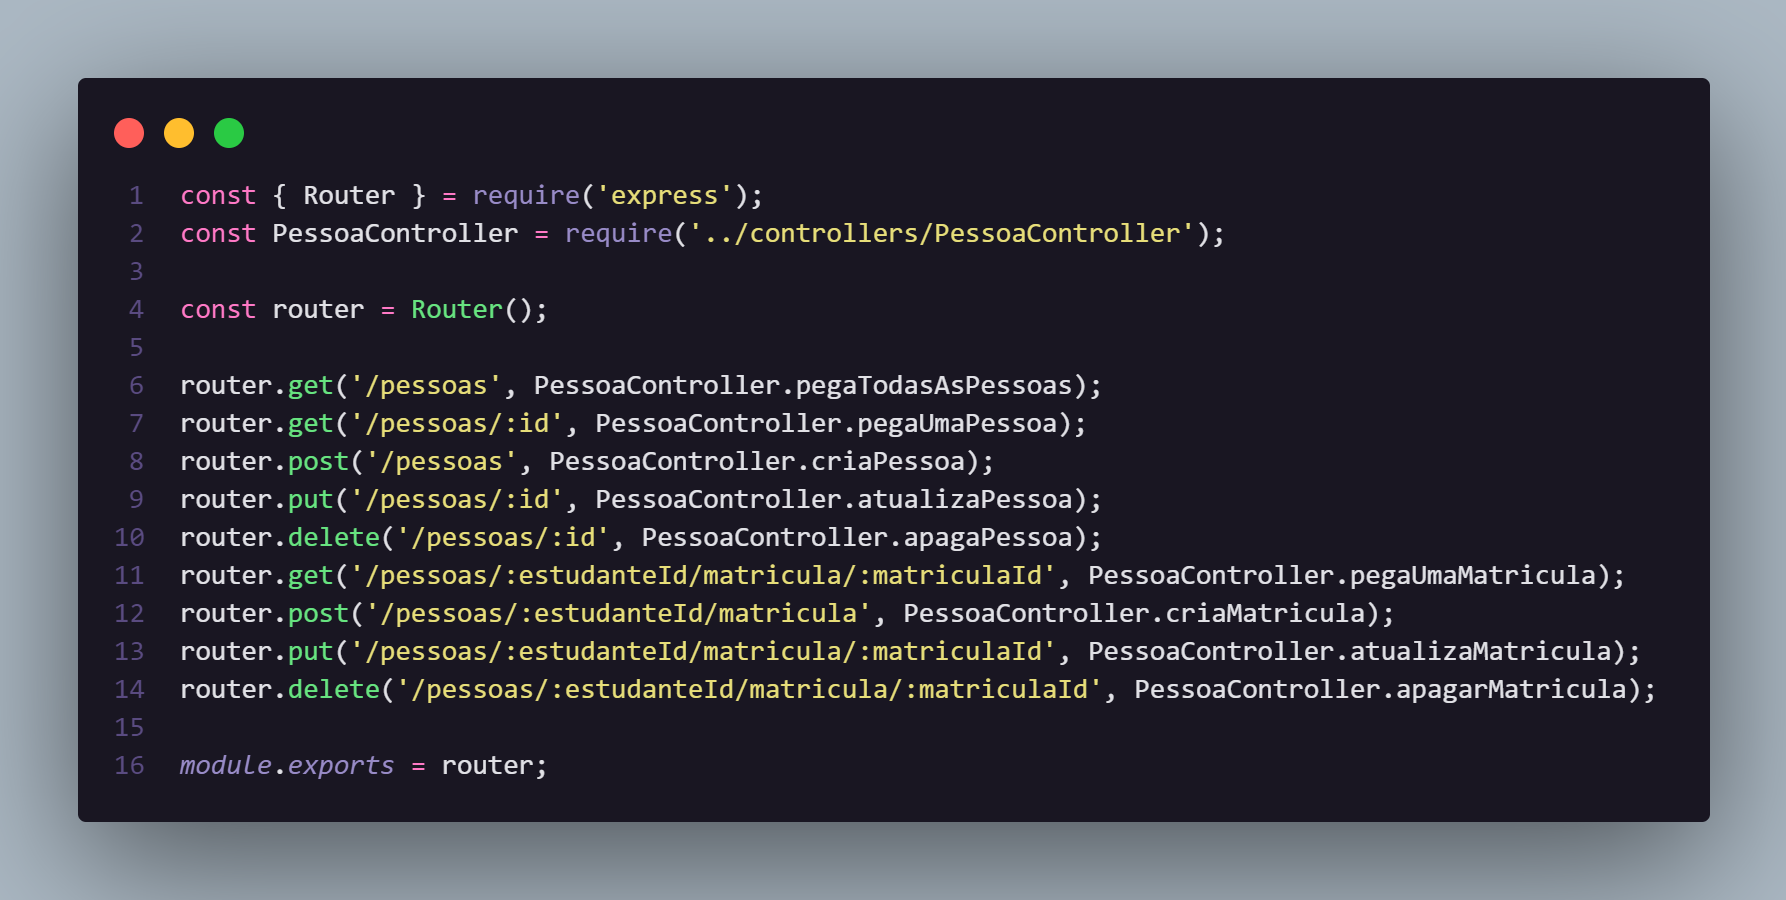 1 const { Router } = require('express');
2 const PessoaController = require('../controllers/PessoaController');
3
4 const router = Router();
5
6 router.get('/pessoas', PessoaController.pegaTodasAsPessoas);
7 router.get('/pessoas/:id', PessoaController.pegaUmaPessoa);
8 router.post('/pessoas', PessoaController.criaPessoa);
9 router.put('/pessoas/:id', PessoaController.atualizaPessoa);
10 router.delete('/pessoas/:id', PessoaController.apagaPessoa);
11 router.get('/pessoas/:estudanteId/matricula/:matriculaId', PessoaController.pegaUmaMatricula);
12 router.post('/pessoas/:estudanteId/matricula', PessoaController.criaMatricula);
13 router.put('/pessoas/:estudanteId/matricula/:matriculaId', PessoaController.atualizaMatricula);
14 router.delete('/pessoas/:estudanteId/matricula/:matriculaId', PessoaController.apagarMatricula);
15
16 module.exports = router;